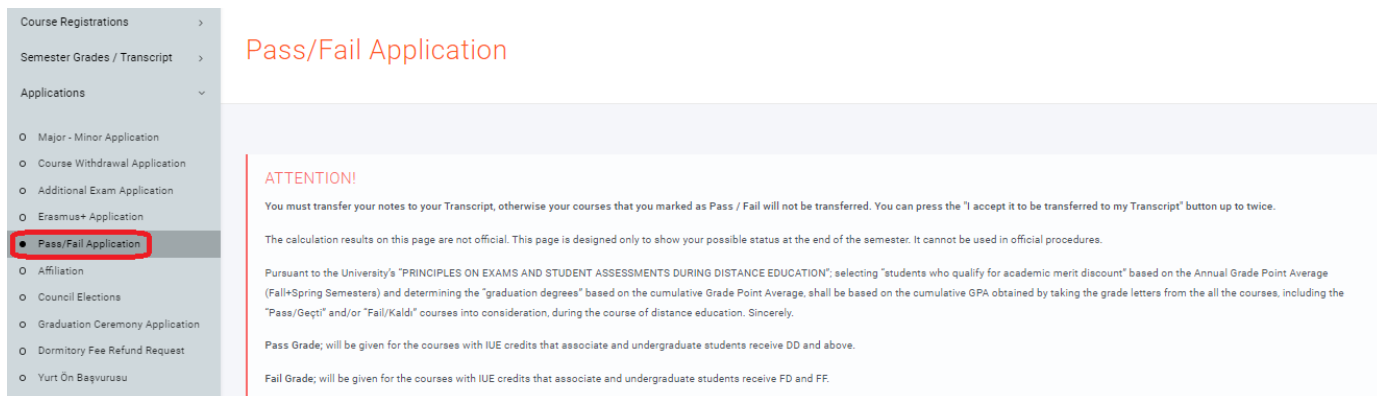 Course Registrations
Semester Grades / Transcript
Applications
Major - Minor Application
Course Withdrawal Application
Additional Exam Application
Erasmus+ Application
Pass/Fail Application
Affiliation
Council Elections
Graduation Ceremony Application
Dormitory Fee Refund Request
Yurt Ön Başvurusu
Pass/Fail Application
ATTENTION!
You must transfer your notes to your Transcript, otherwise your courses that you marked as Pass / Fail will not be transferred. You can press the "I accept it to be transferred to my Transcript" button up to twice.
The calculation results on this page are not official. This page is designed only to show your possible status at the end of the semester. It cannot be used in official procedures.
Pursuant to the University's "PRINCIPLES ON EXAMS AND STUDENT ASSESSMENTS DURING DISTANCE EDUCATION"; selecting "students who qualify for academic merit discount" based on the Annual Grade Point Average
(Fall+Spring Semesters) and determining the "graduation degrees" based on the cumulative Grade Point Average, shall be based on the cumulative GPA obtained by taking the grade letters from the all the courses, including the
"Pass/Geçti" and/or "Fail/Kaldı" courses into consideration, during the course of distance education. Sincerely.
Pass Grade; will be given for the courses with IUE credits that associate and undergraduate students receive DD and above.
Fail Grade; will be given for the courses with IUE credits that associate and undergraduate students receive FD and FF.